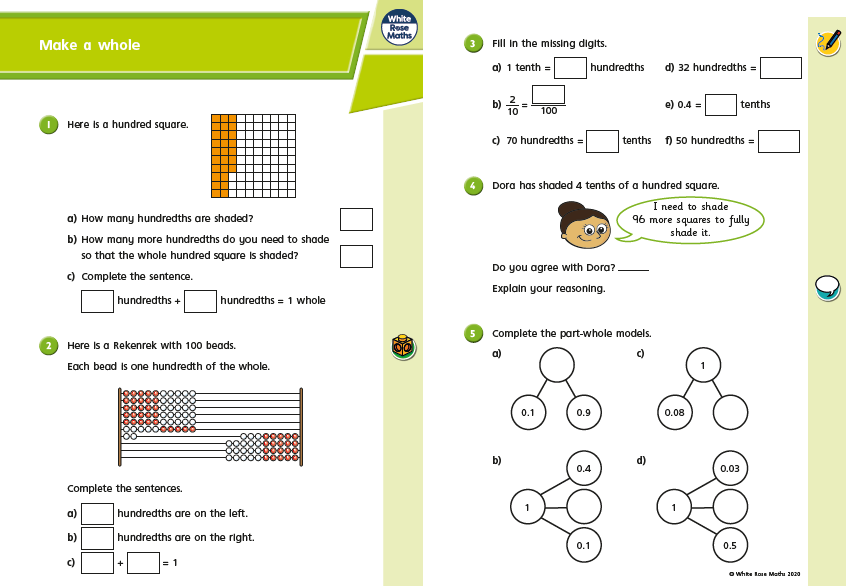 Make a whole
White
Rose
Maths
1 Here is a hundred square.
a) How many hundredths are shaded?
b) How many more hundredths do you need to shade
so that the whole hundred square is shaded?
c) Complete the sentence.
hundredths + hundredths = 1 whole
2 Here is a Rekenrek with 100 beads.
Each bead is one hundredth of the whole.
Complete the sentences.
a) hundredths are on the left.
b) hundredths are on the right.
c) + = 1
3 Fill in the missing digits.
a) 1 tenth = hundredths
b) 2/10 = /100
c) 70 hundredths = tenths
d) 32 hundredths =
e) 0.4 = tenths
f) 50 hundredths =
4 Dora has shaded 4 tenths of a hundred square.
I need to shade
96 more squares to fully
shade it.
Do you agree with Dora? ______
Explain your reasoning.
5 Complete the part-whole models.
a)
0.1 0.9
c)
1
0.08
b)
0.4
1
0.1
d)
0.03
1
0.5
© White Rose Maths 2020